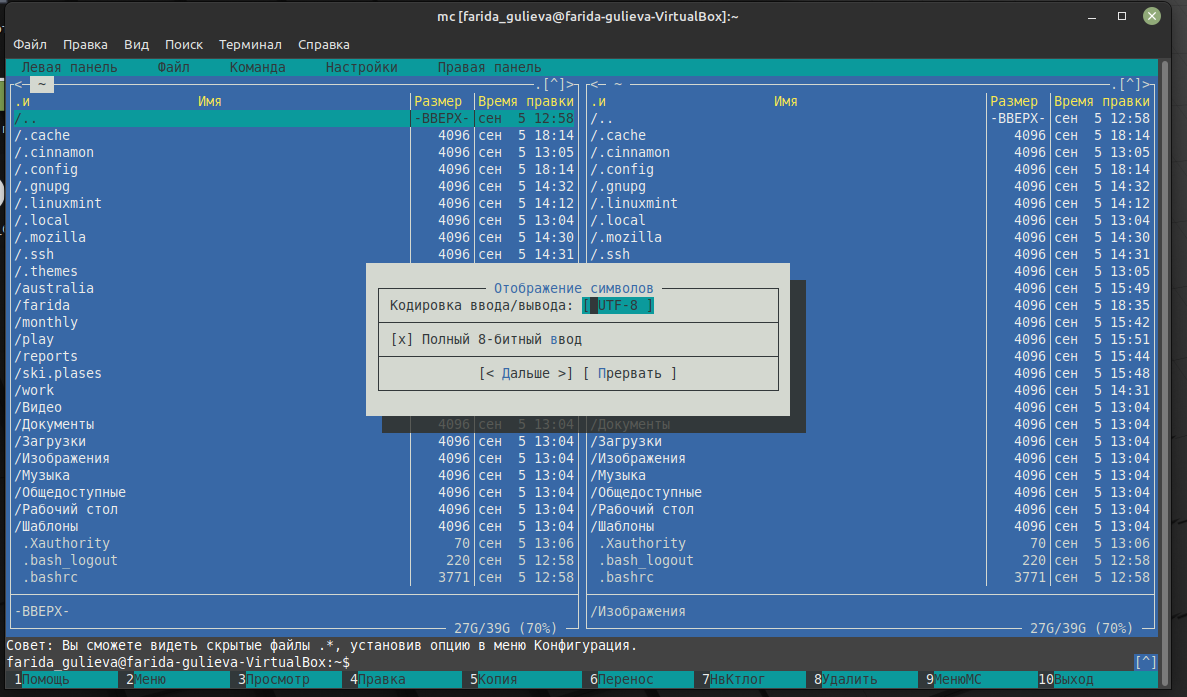 mc [farida_gulieva@farida-gulieva-VirtualBox]:~
Файл Правка Вид Поиск Терминал Справка
Левая панель Файл Команда Настройки Правая панель
<─ ~ .[^]> <─ ~ .[^]>
.и Имя Размер Время правки .и Имя Размер Время правки
/.. -ВВЕРХ- сен 5 12:58 /.. -ВВЕРХ- сен 5 12:58
/.cache 4096 сен 5 18:14 /.cache 4096 сен 5 18:14
/.cinnamon 4096 сен 5 13:05 /.cinnamon 4096 сен 5 13:05
/.config 4096 сен 5 18:14 /.config 4096 сен 5 18:14
/.gnupg 4096 сен 5 14:32 /.gnupg 4096 сен 5 14:32
/.linuxmint 4096 сен 5 14:12 /.linuxmint 4096 сен 5 14:12
/.local 4096 сен 5 13:04 /.local 4096 сен 5 13:04
/.mozilla 4096 сен 5 14:30 /.mozilla 4096 сен 5 14:30
/.ssh 4096 сен 5 14:31 /.ssh 4096 сен 5 14:31
/.themes 4096 сен 5 13:05
/australia Отображение символов 4096 сен 5 15:49
/farida Кодировка ввода/вывода: [ UTF-8 ] 4096 сен 5 18:35
/monthly 4096 сен 5 15:42
/play [x] Полный 8-битный ввод 4096 сен 5 15:51
/reports 4096 сен 5 15:44
/ski.plases [< Дальше >] [ Прервать ] 4096 сен 5 15:48
/work 4096 сен 5 14:31
/Видео 4096 сен 5 13:04
/Документы 4096 сен 5 13:04 /Документы 4096 сен 5 13:04
/Загрузки 4096 сен 5 13:04 /Загрузки 4096 сен 5 13:04
/Изображения 4096 сен 5 13:04 /Изображения 4096 сен 5 13:04
/Музыка 4096 сен 5 13:04 /Музыка 4096 сен 5 13:04
/Общедоступные 4096 сен 5 13:04 /Общедоступные 4096 сен 5 13:04
/Рабочий стол 4096 сен 5 13:04 /Рабочий стол 4096 сен 5 13:04
/Шаблоны 4096 сен 5 13:04 /Шаблоны 4096 сен 5 13:04
.Xauthority 70 сен 5 13:06 .Xauthority 70 сен 5 13:06
.bash_logout 220 сен 5 12:58 .bash_logout 220 сен 5 12:58
.bashrc 3771 сен 5 12:58 .bashrc 3771 сен 5 12:58
-ВВЕРХ- /Изображения
27G/39G (70%) 27G/39G (70%)
Совет: Вы сможете видеть скрытые файлы .*, установив опцию в меню Конфигурация.
farida_gulieva@farida-gulieva-VirtualBox:~$ [^]
1Помощь 2Меню 3Просмотр 4Правка 5Копия 6Перенос 7НвКтлог 8Удалить 9МенюMC 10Выход